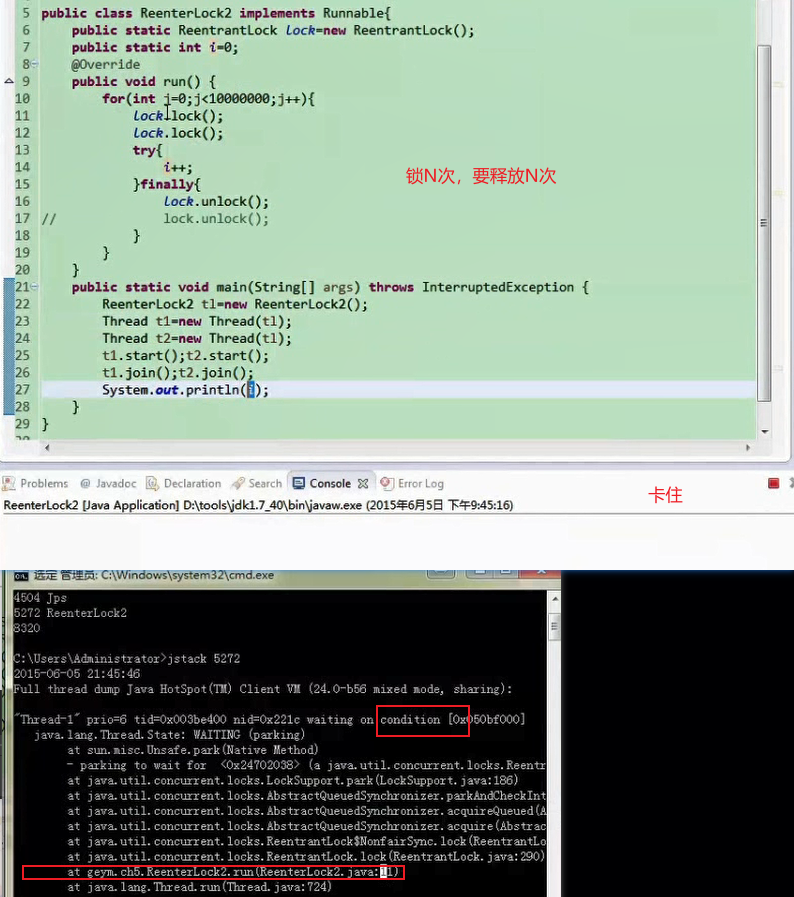 5 public class ReenterLock2 implements Runnable{
6 public static ReentrantLock lock=new ReentrantLock();
7 public static int i=0;
8 @Override
9 public void run() {
10 for(int j=0;j<10000000;j++){
11 lock.lock();
12 lock.lock();
13 try{
14 i++;
15 }finally{
16 lock.unlock();
17 // lock.unlock();
18 }
19 }
20 }
21 public static void main(String[] args) throws InterruptedException {
22 ReenterLock2 tl=new ReenterLock2();
23 Thread t1=new Thread(tl);
24 Thread t2=new Thread(tl);
25 t1.start();t2.start();
26 t1.join();t2.join();
27 System.out.println(i);
28 }
29 }
锁N次，要释放N次
Problems @ Javadoc Declaration Search Console Error Log
卡住
ReenterLock2 [Java Application] D:\tools\jdk1.7_40\bin\javaw.exe (2015年6月5日 下午9:45:16)
选定 管理员: C:\Windows\system32\cmd.exe
4504 Jps
5272 ReenterLock2
8320
C:\Users\Administrator>jstack 5272
2015-06-05 21:45:46
Full thread dump Java HotSpot(TM) Client VM (24.0-b56 mixed mode, sharing):
"Thread-1" prio=6 tid=0x003be400 nid=0x221c waiting on condition [0x050bf000]
java.lang.Thread.State: WAITING (parking)
at sun.misc.Unsafe.park(Native Method)
- parking to wait for <0x24702038> (a java.util.concurrent.locks.Reentr
at java.util.concurrent.locks.LockSupport.park(LockSupport.java:186)
at java.util.concurrent.locks.AbstractQueuedSynchronizer.parkAndCheckInt
at java.util.concurrent.locks.AbstractQueuedSynchronizer.acquireQueued(A
at java.util.concurrent.locks.AbstractQueuedSynchronizer.acquire(Abstrac
at java.util.concurrent.locks.ReentrantLock$NonfairSync.lock(ReentrantLo
at java.util.concurrent.locks.ReentrantLock.lock(ReentrantLock.java:290)
at geym.ch5.ReenterLock2.run(ReenterLock2.java:11)
at java.lang.Thread.run(Thread.java:724)